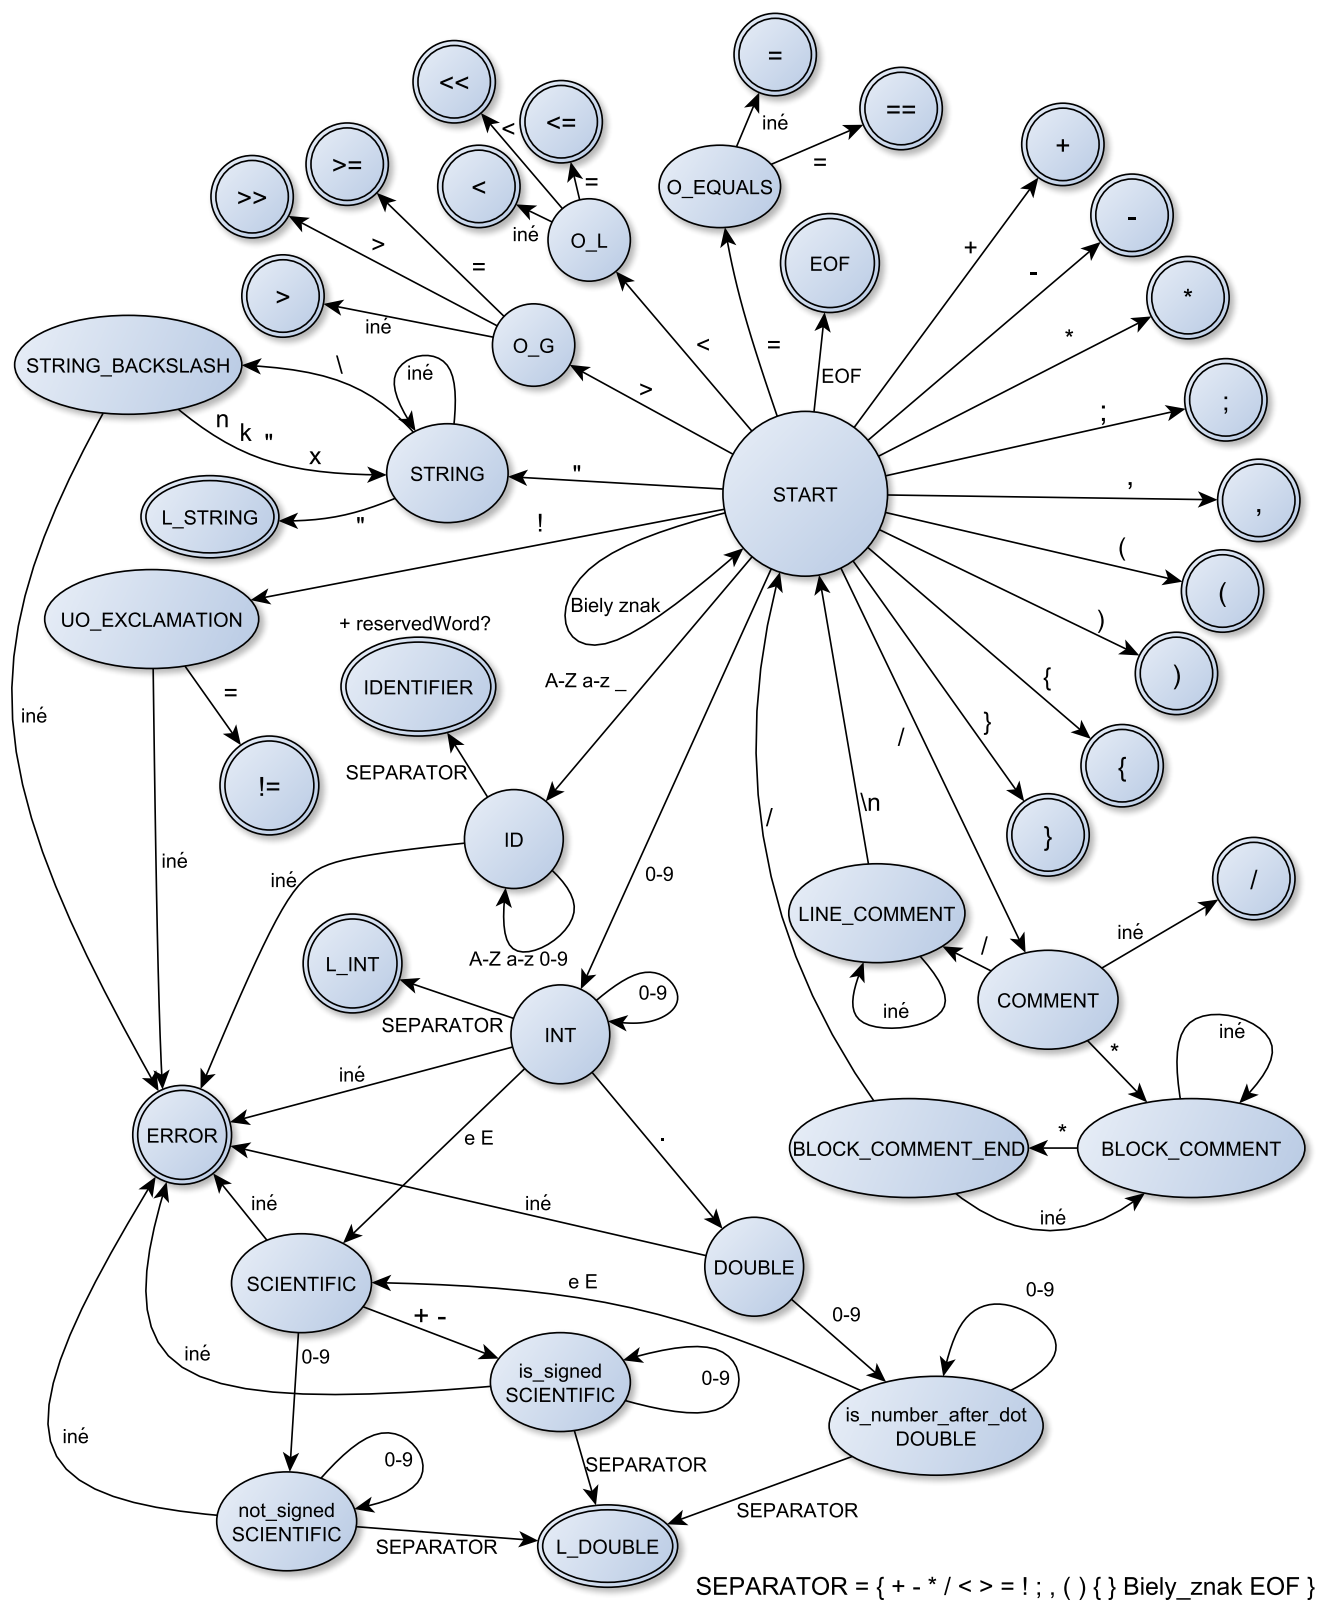 =
<<
<=
==
iné
<
+
>=
=
>>
<
=
-
O_EQUALS
iné
O_L
+
>
EOF
-
=
>
*
iné
*
O_G
<
=
STRING_BACKSLASH
\
iné
>
EOF
;
;
n
k
"
x
STRING
"
START
,
,
L_STRING
"
!
(
(
Biely znak
UO_EXCLAMATION
+ reservedWord?
)
)
A-Z a-z _
IDENTIFIER
{
=
iné
}
/
SEPARATOR
{
!=
\n
/
}
ID
iné
iné
0-9
/
LINE_COMMENT
iné
/
A-Z a-z 0-9
L_INT
0-9
COMMENT
iné
SEPARATOR
INT
iné
*
iné
ERROR
e E
.
*
BLOCK_COMMENT_END
BLOCK_COMMENT
iné
iné
iné
DOUBLE
SCIENTIFIC
e E
0-9
+ -
0-9
iné
0-9
is_signed
SCIENTIFIC
0-9
is_number_after_dot
DOUBLE
iné
0-9
SEPARATOR
not_signed
SCIENTIFIC
SEPARATOR
SEPARATOR
L_DOUBLE
SEPARATOR = { + - * / < > = ! ; , ( ) { } Biely_znak EOF }